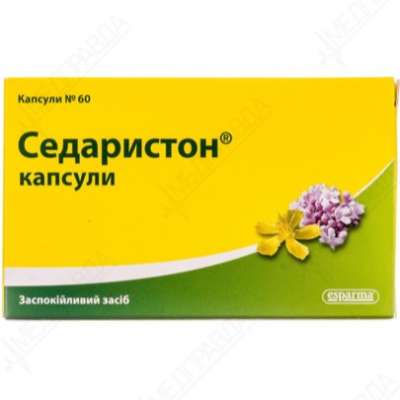 Капсули № 60
Седаристон®
капсули
Заспокійливий засіб
esparma